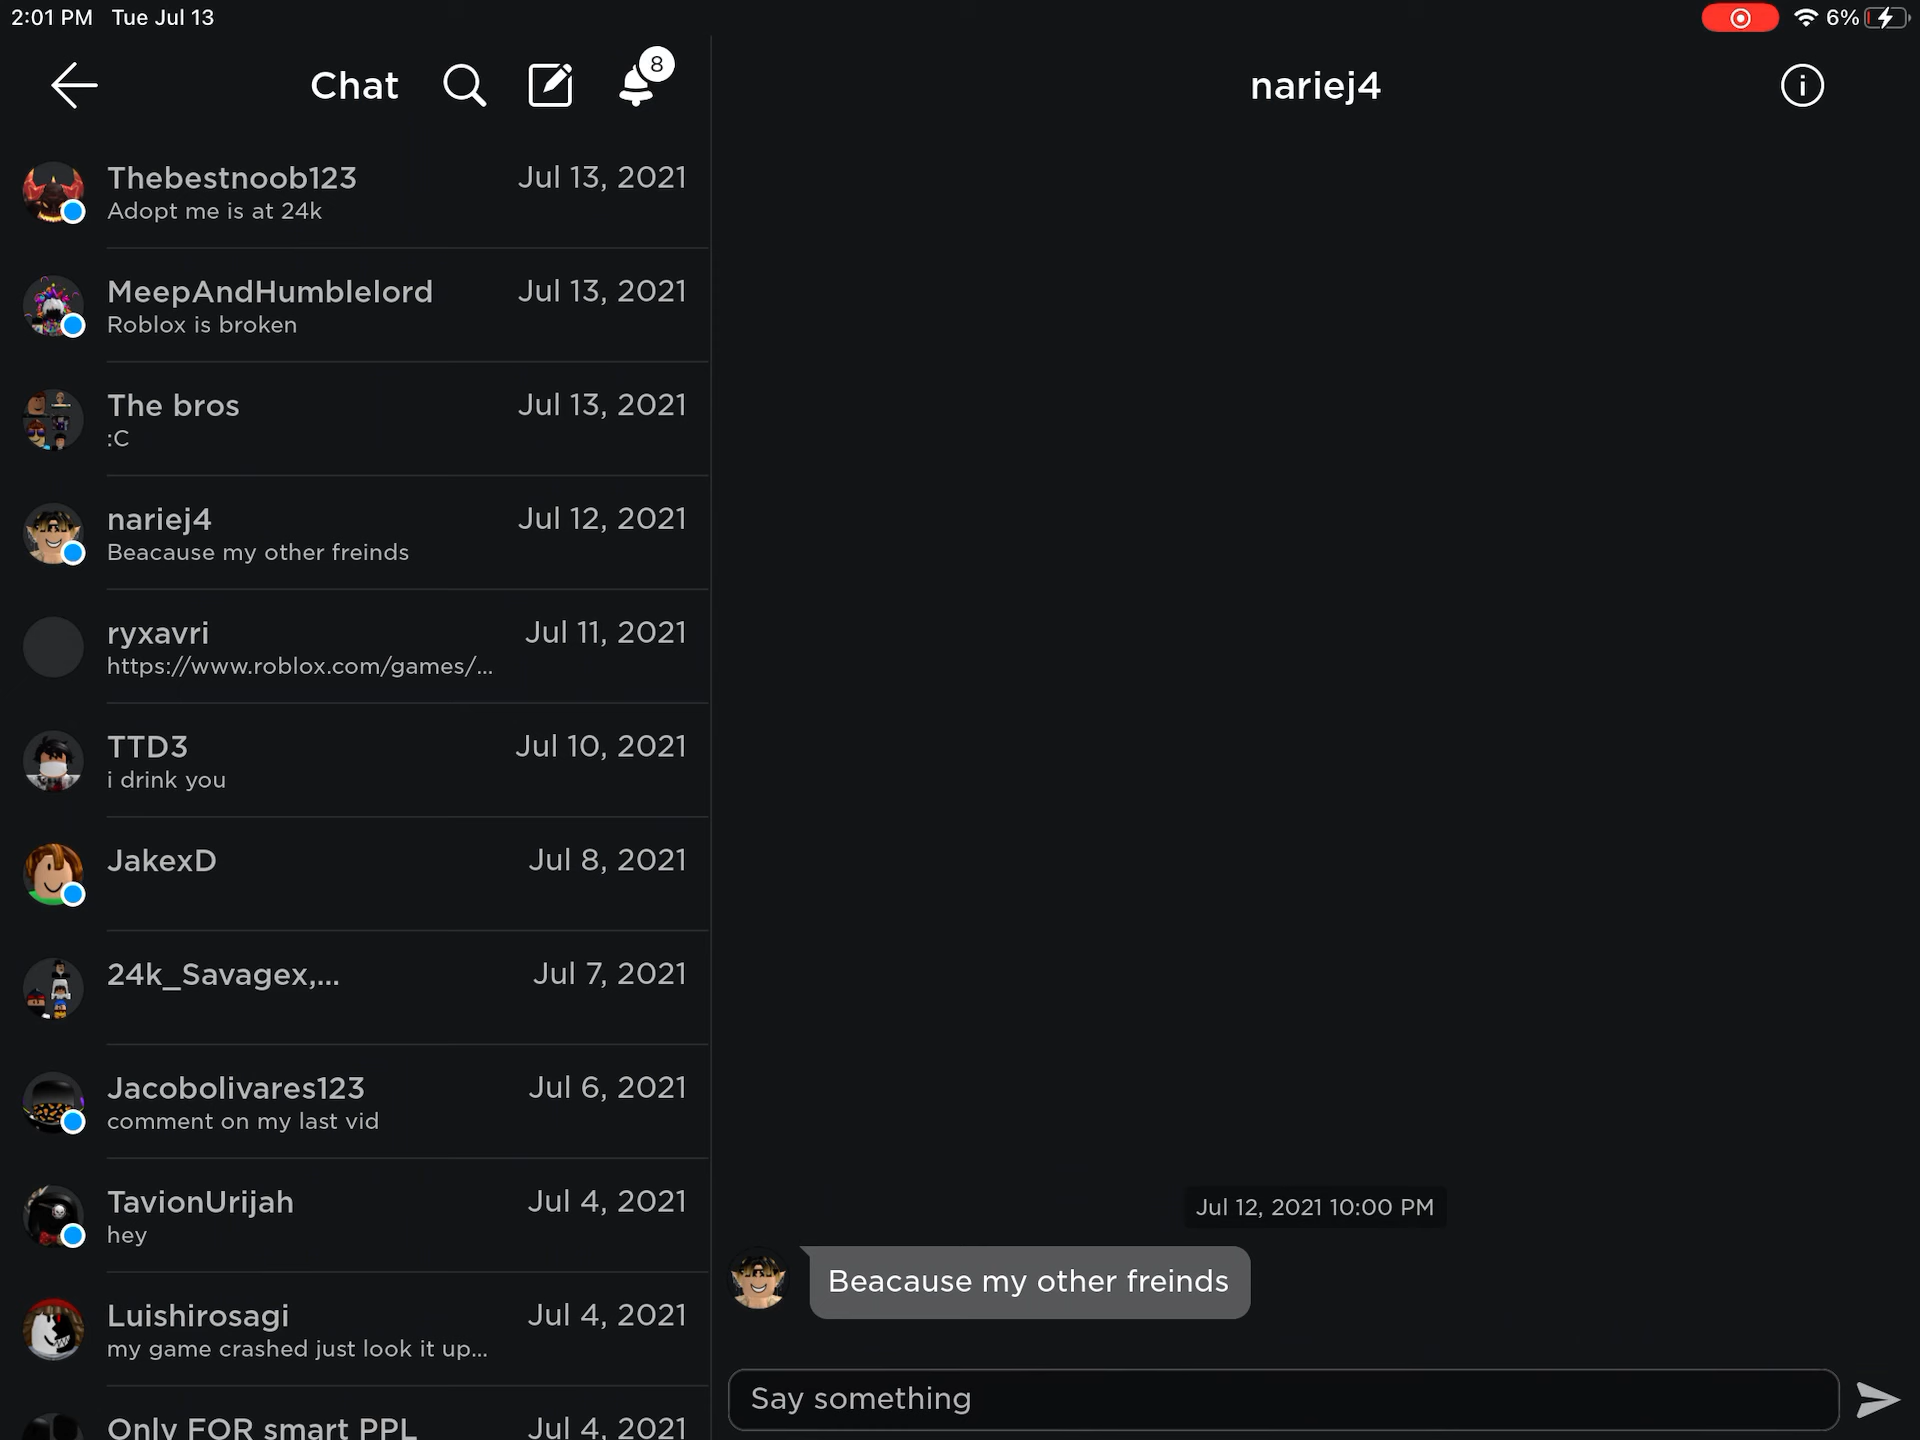 2:01 PM Tue Jul 13
6%
Chat
8
nariej4
Thebestnoob123 Jul 13, 2021
Adopt me is at 24k
MeepAndHumblelord Jul 13, 2021
Roblox is broken
The bros Jul 13, 2021
:C
nariej4 Jul 12, 2021
Beacause my other freinds
ryxavri Jul 11, 2021
https://www.roblox.com/games/...
TTD3 Jul 10, 2021
i drink you
JakexD Jul 8, 2021
24k_Savagex,... Jul 7, 2021
Jacobolivares123 Jul 6, 2021
comment on my last vid
TavionUrijah Jul 4, 2021
hey
Luishirosagi Jul 4, 2021
my game crashed just look it up...
Only FOR smart PPL Jul 4, 2021
Jul 12, 2021 10:00 PM
Beacause my other freinds
Say something